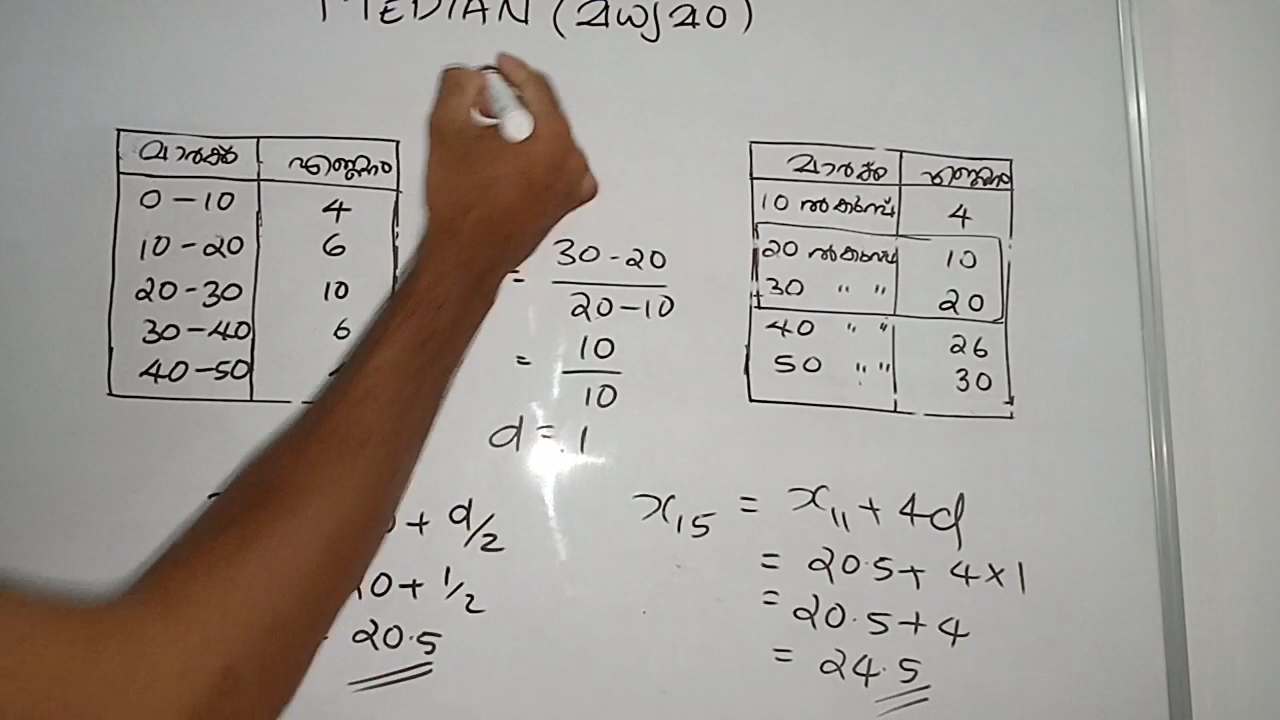 MEDIAN (മധ്യമം)
മാർക്ക് എണ്ണം
0-10 4
10-20 6
20-30 10
30-40 6
40-50
= 30-20 / 20-10
= 10 / 10
d = 1
+ d/2
0 + 1/2
20.5
മാർക്ക് എണ്ണം
10 ൽ താഴെ 4
20 ൽ താഴെ 10
30 " " 20
40 " " 26
50 " " 30
x₁₅ = x₁₁ + 4d
= 20.5 + 4×1
= 20.5 + 4
= 24.5